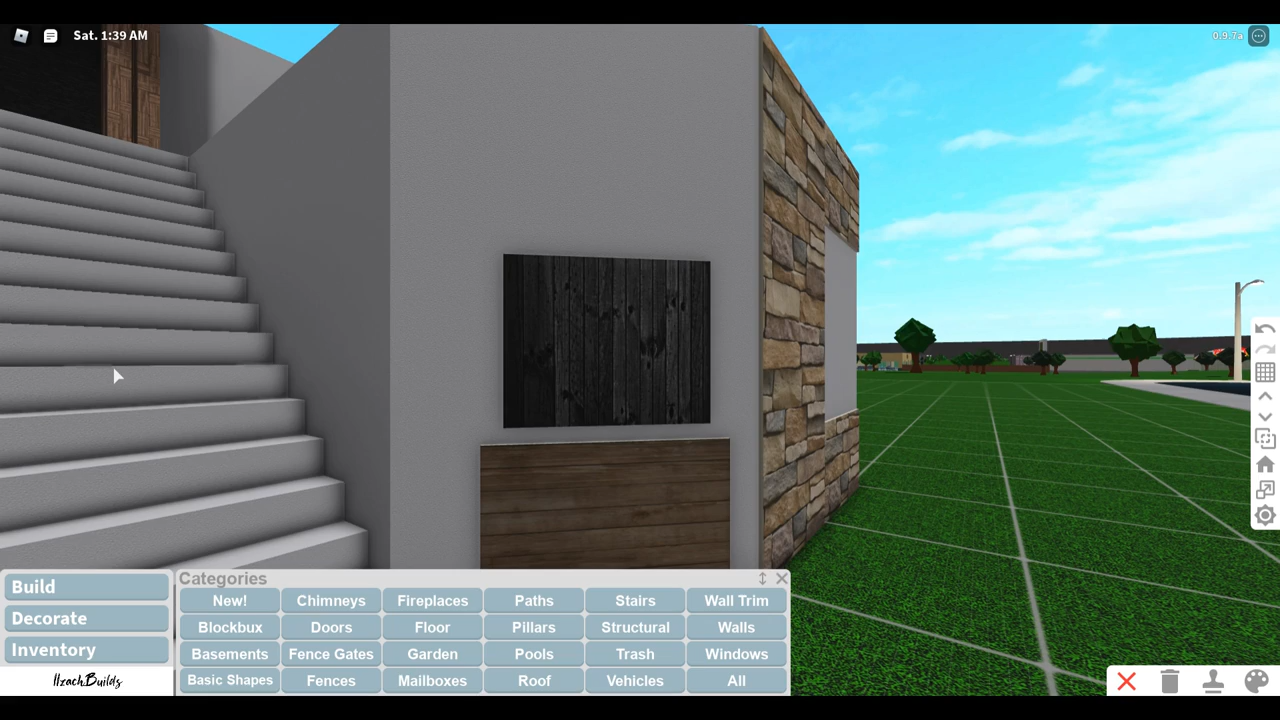 Sat. 1:39 AM
0.9.7a
Build
Decorate
Inventory
1IzachBuilds
Categories
New! Chimneys Fireplaces Paths Stairs Wall Trim
Blockbux Doors Floor Pillars Structural Walls
Basements Fence Gates Garden Pools Trash Windows
Basic Shapes Fences Mailboxes Roof Vehicles All